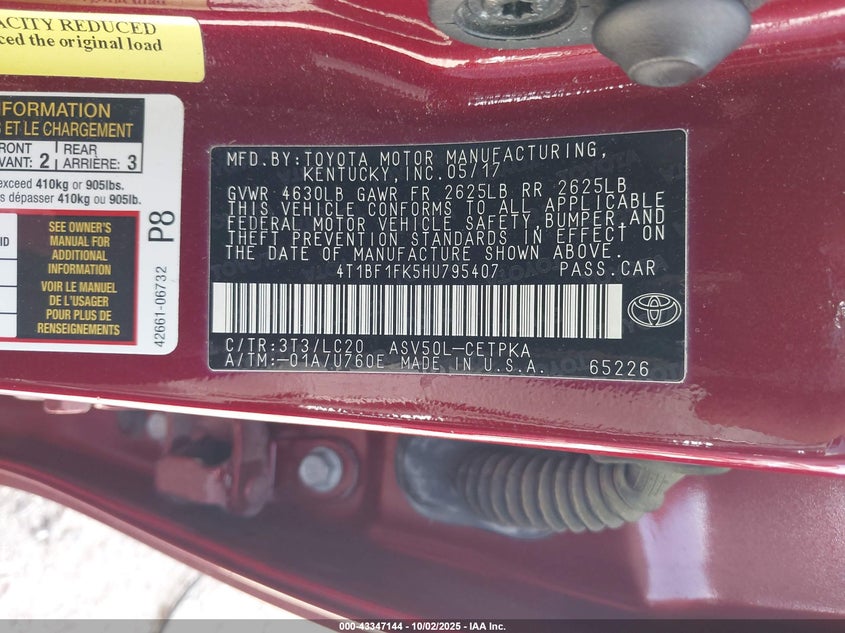 ACITY REDUCED
ced the original load
NFORMATION
S ET LE CHARGEMENT
FRONT
VANT: 2
REAR
ARRIÈRE: 3
exceed 410kg or 905lbs.
s dépasser 410kg ou 905lb.
SEE OWNER'S
MANUAL FOR
ADDITIONAL
INFORMATION
VOIR LE MANUEL
DE L'USAGER
POUR PLUS DE
RENSEIGNEMENTS
P8
42661-06732
MFD.BY:TOYOTA MOTOR MANUFACTURING,
KENTUCKY,INC.05/17
GVWR 4630LB GAWR FR 2625LB RR 2625LB
THIS VEHICLE CONFORMS TO ALL APPLICABLE
FEDERAL MOTOR VEHICLE SAFETY,BUMPER,AND
THEFT PREVENTION STANDARDS IN EFFECT ON
THE DATE OF MANUFACTURE SHOWN ABOVE.
4T1BF1FK5HU795407 PASS.CAR
C/TR:3T3/LC20 ASV50L-CETPKA
A/TM:-01A/U760E MADE IN U.S.A. 65226
000-43347144 - 10/02/2025 - IAA Inc.